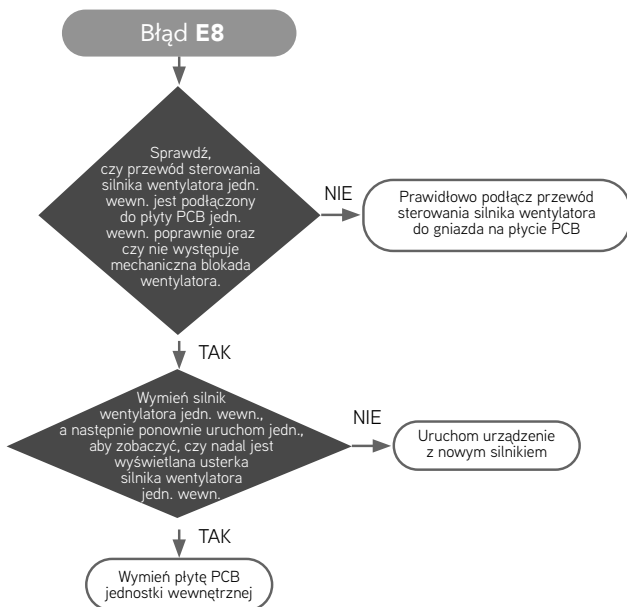 Błąd E8
Sprawdź,
czy przewód sterowania
silnika wentylatora jedn.
wewn. jest podłączony
do płyty PCB jedn.
wewn. poprawnie oraz
czy nie występuje
mechaniczna blokada
wentylatora.
NIE
Prawidłowo podłącz przewód
sterowania silnika wentylatora
do gniazda na płycie PCB
TAK
Wymień silnik
wentylatora jedn. wewn.,
a następnie ponownie uruchom jedn.,
aby zobaczyć, czy nadal jest
wyświetlana usterka
silnika wentylatora
jedn. wewn.
NIE
Uruchom urządzenie
z nowym silnikiem
TAK
Wymień płytę PCB
jednostki wewnętrznej